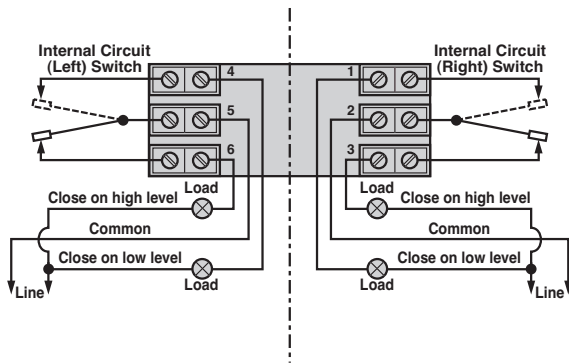 Internal Circuit
(Left) Switch
Internal Circuit
(Right) Switch
4
1
5
2
6
3
Load
Load
Close on high level
Close on high level
Common
Common
Close on low level
Close on low level
Line
Load
Load
Line